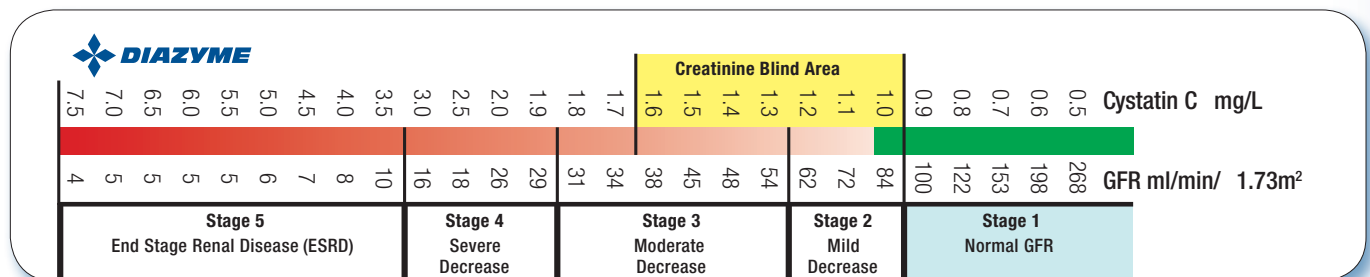 DIAZYME
Creatinine Blind Area
7.5 7.0 6.5 6.0 5.5 5.0 4.5 4.0 3.5 3.0 2.5 2.0 1.9 1.8 1.7 1.6 1.5 1.4 1.3 1.2 1.1 1.0 0.9 0.8 0.7 0.6 0.5 Cystatin C mg/L
4 5 5 5 5 6 7 8 10 16 18 26 29 31 34 38 45 48 54 62 72 84 100 122 153 198 268 GFR ml/min/ 1.73m²
Stage 5
End Stage Renal Disease (ESRD)
Stage 4
Severe
Decrease
Stage 3
Moderate
Decrease
Stage 2
Mild
Decrease
Stage 1
Normal GFR